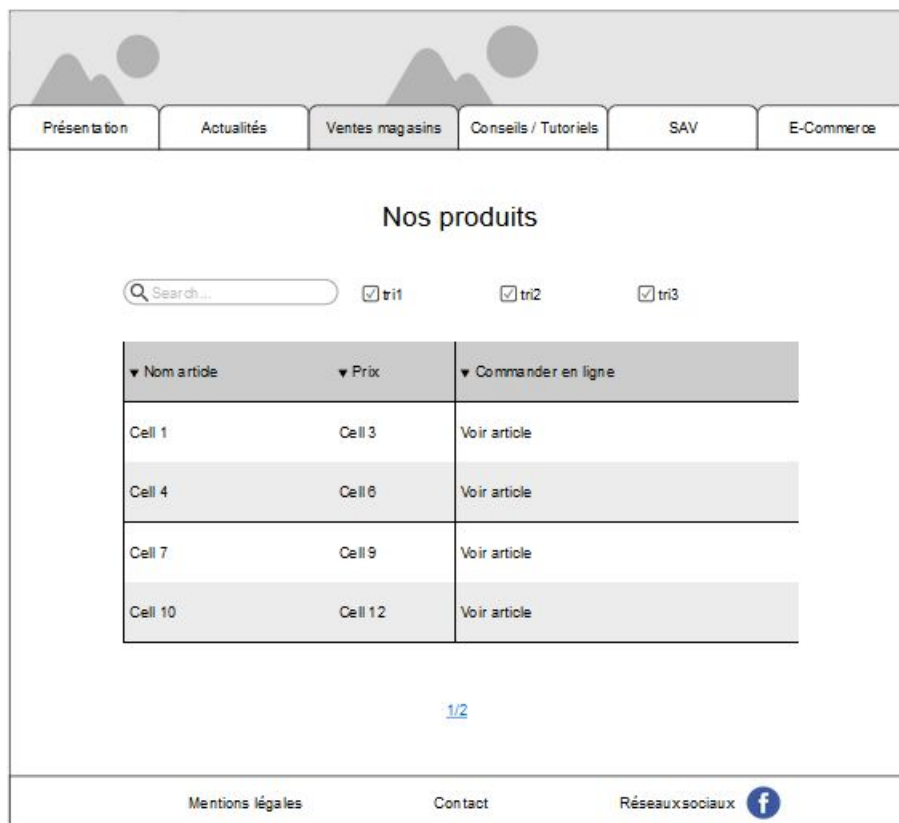 Présentation Actualités Ventes magasins Conseils / Tutoriels SAV E-Commerce
Nos produits
Search... tri1 tri2 tri3
Nom article Prix Commander en ligne
Cell 1 Cell 3 Voir article
Cell 4 Cell 6 Voir article
Cell 7 Cell 9 Voir article
Cell 10 Cell 12 Voir article
1/2
Mentions légales Contact Réseaux sociaux f